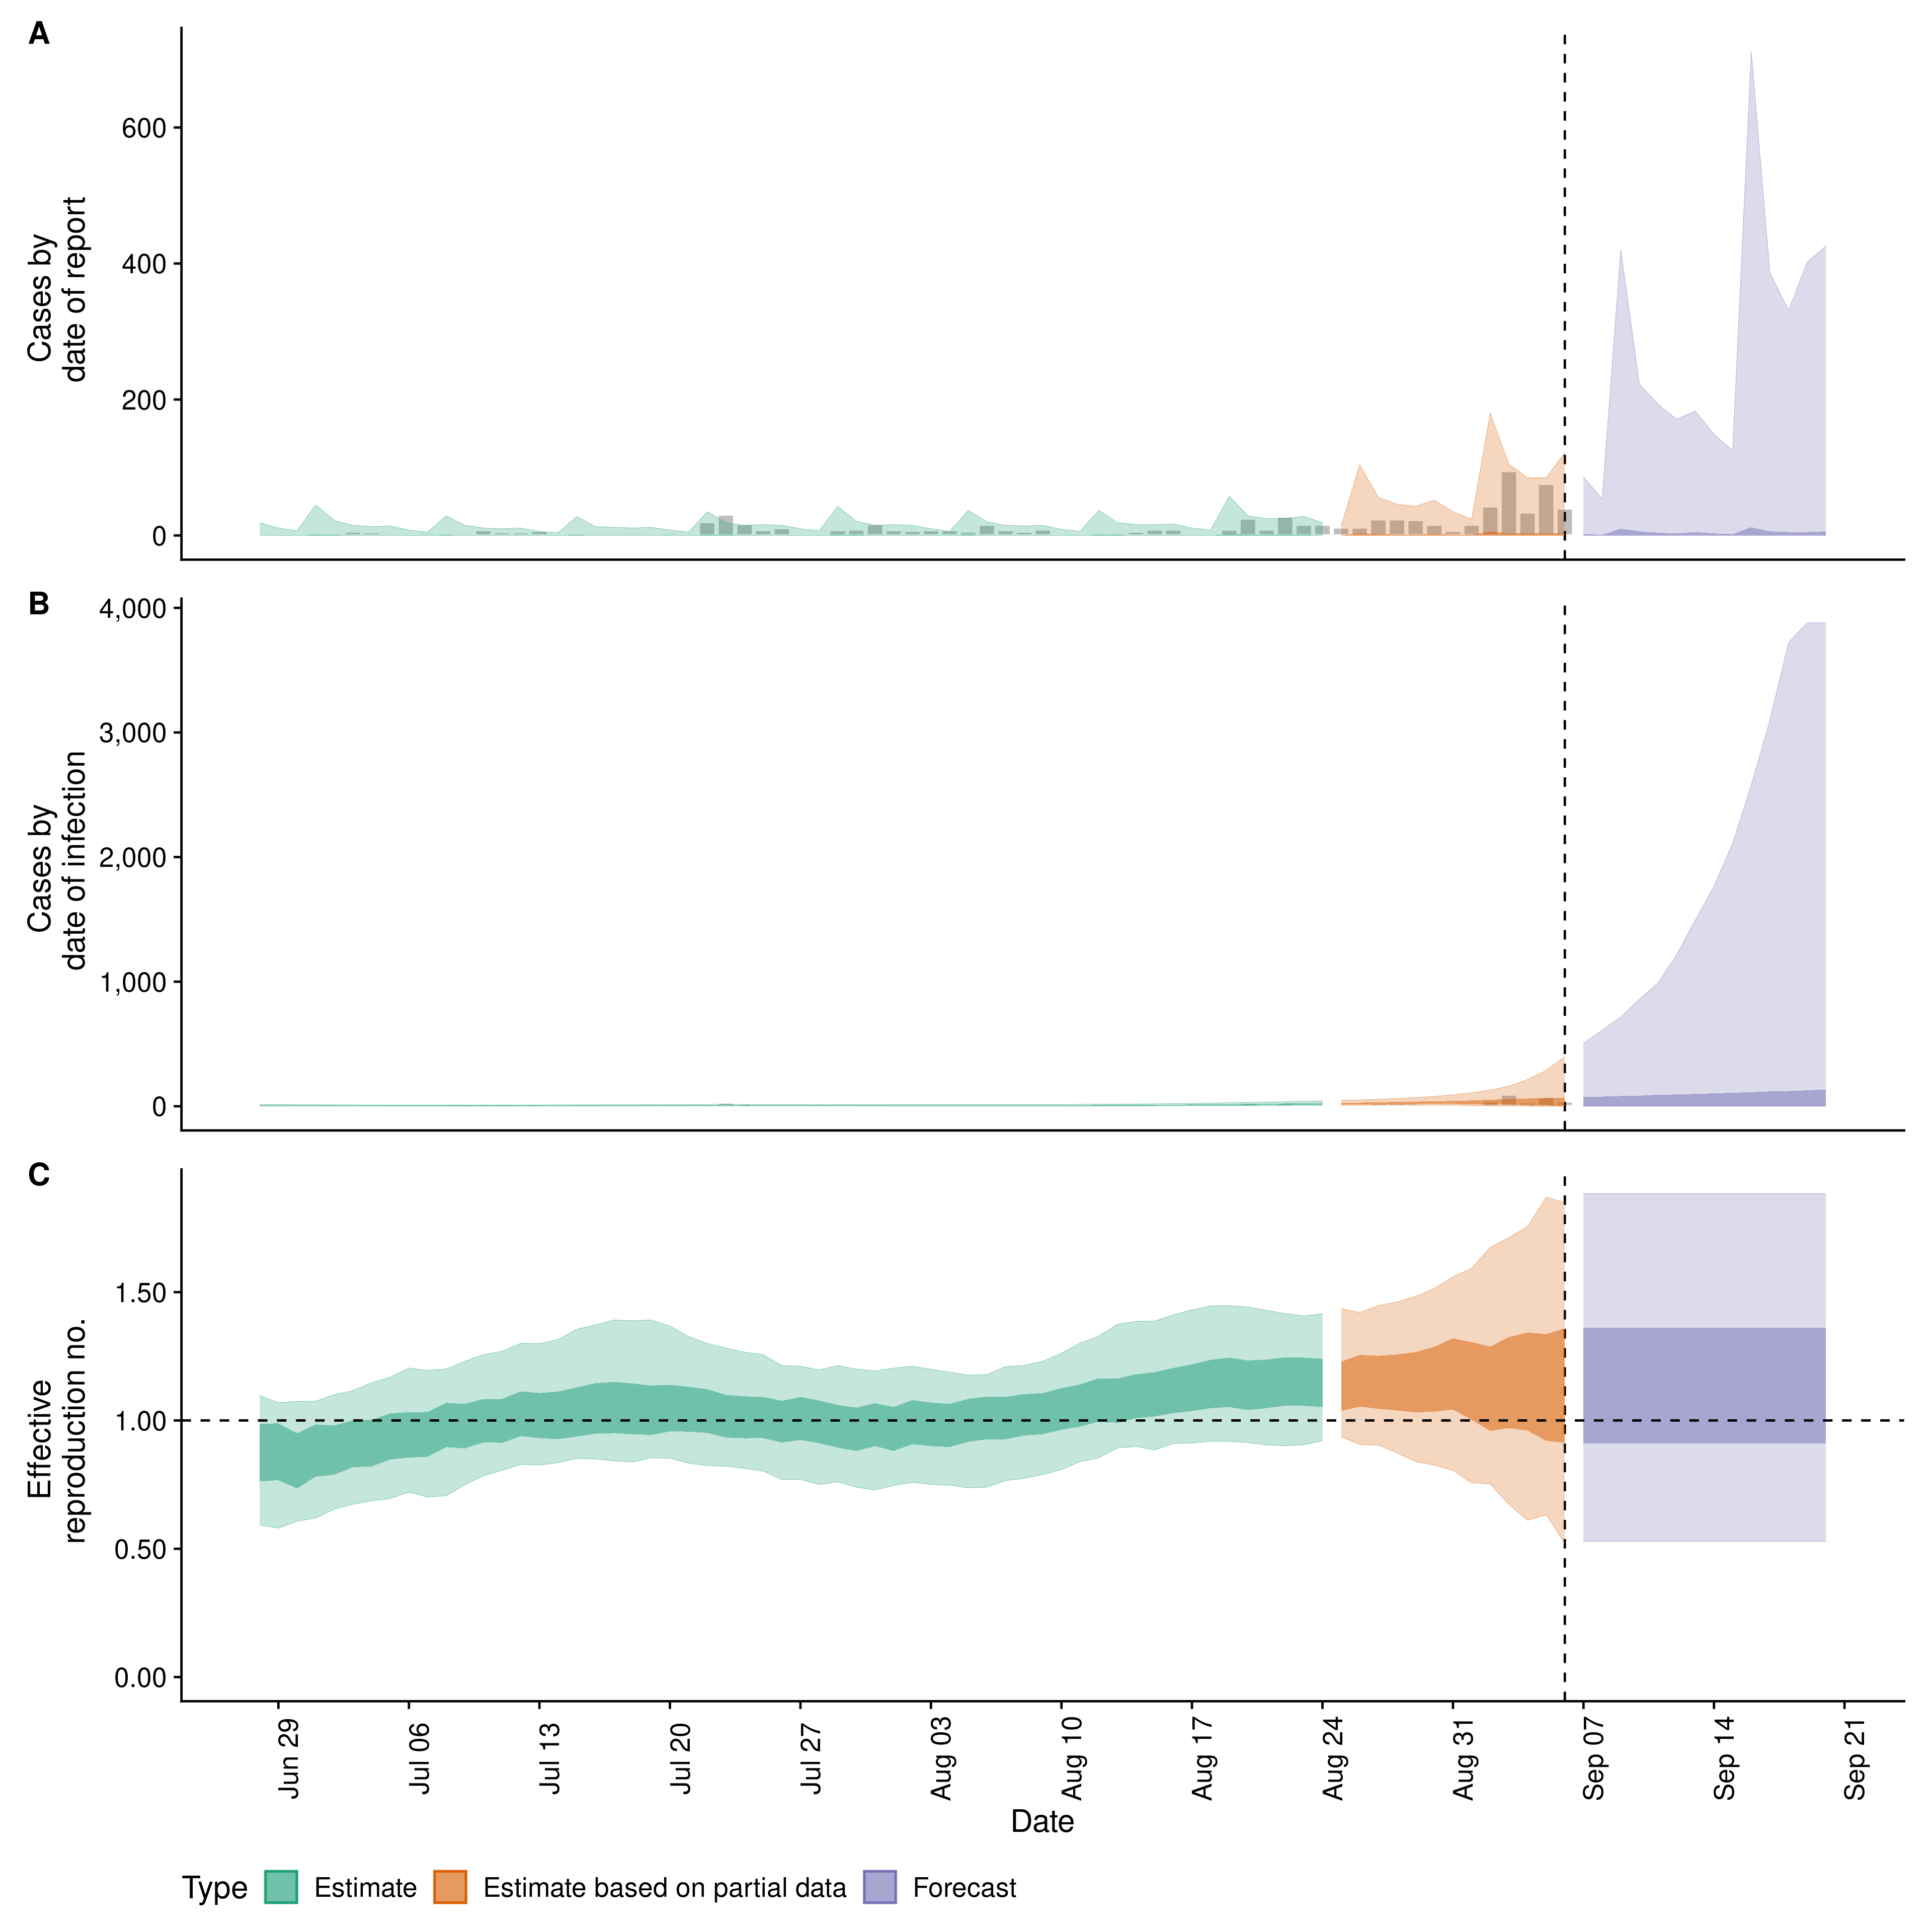 A
Cases by
date of report
600
400
200
0
B
Cases by
date of infection
4,000
3,000
2,000
1,000
0
C
Effective
reproduction no.
1.50
1.00
0.50
0.00
Jun 29
Jul 06
Jul 13
Jul 20
Jul 27
Aug 03
Aug 10
Aug 17
Aug 24
Aug 31
Sep 07
Sep 14
Sep 21
Date
Type Estimate Estimate based on partial data Forecast